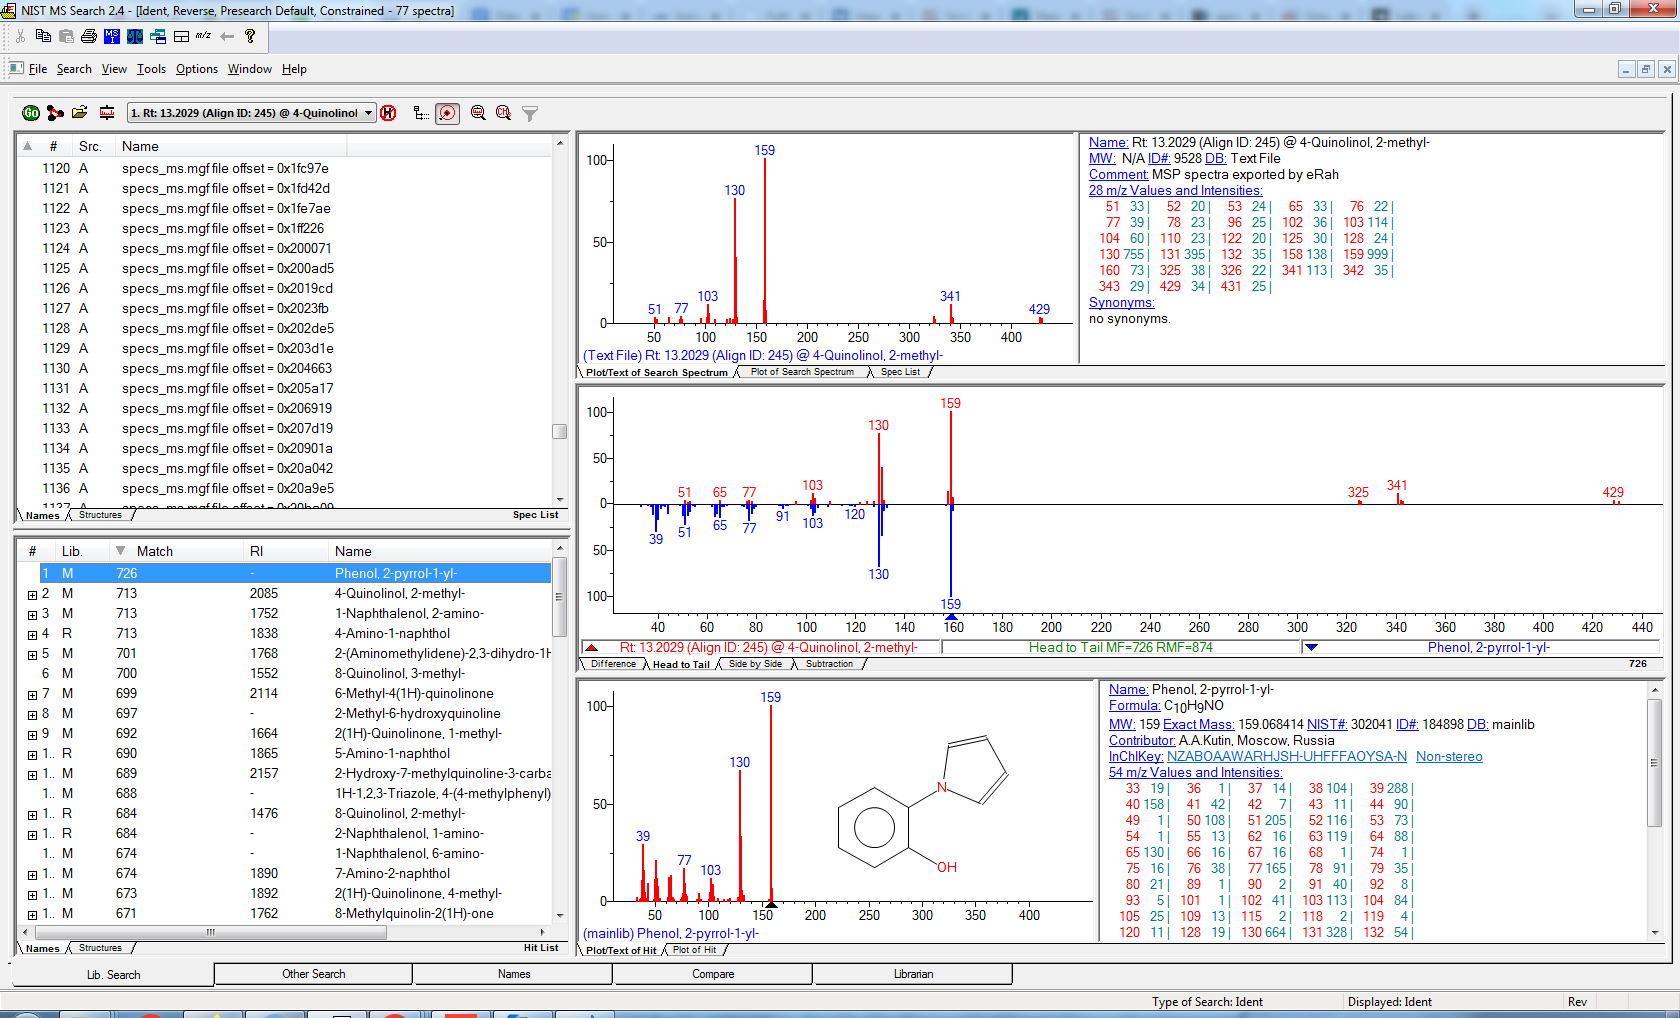 NIST MS Search 2.4 - [Ident, Reverse, Presearch Default, Constrained - 77 spectra]
File Search View Tools Options Window Help
1. Rt: 13.2029 (Align ID: 245) @ 4-Quinolinol
# Src. Name
1120 A specs_ms.mgf file offset = 0x1fc97e
1121 A specs_ms.mgf file offset = 0x1fd42d
1122 A specs_ms.mgf file offset = 0x1fe7ae
1123 A specs_ms.mgf file offset = 0x1ff226
1124 A specs_ms.mgf file offset = 0x200071
1125 A specs_ms.mgf file offset = 0x200ad5
1126 A specs_ms.mgf file offset = 0x2019cd
1127 A specs_ms.mgf file offset = 0x2023fb
1128 A specs_ms.mgf file offset = 0x202de5
1129 A specs_ms.mgf file offset = 0x203d1e
1130 A specs_ms.mgf file offset = 0x204663
1131 A specs_ms.mgf file offset = 0x205a17
1132 A specs_ms.mgf file offset = 0x206919
1133 A specs_ms.mgf file offset = 0x207d19
1134 A specs_ms.mgf file offset = 0x20901a
1135 A specs_ms.mgf file offset = 0x20a042
1136 A specs_ms.mgf file offset = 0x20a9e5
Names Structures Spec List
# Lib. Match RI Name
1 M 726 - Phenol, 2-pyrrol-1-yl-
2 M 713 2085 4-Quinolinol, 2-methyl-
3 M 713 1752 1-Naphthalenol, 2-amino-
4 R 713 1838 4-Amino-1-naphthol
5 M 701 1768 2-(Aminomethylidene)-2,3-dihydro-1H
6 M 700 1552 8-Quinolinol, 3-methyl-
7 M 699 2114 6-Methyl-4(1H)-quinolinone
8 M 697 - 2-Methyl-6-hydroxyquinoline
9 M 692 1664 2(1H)-Quinolinone, 1-methyl-
1.. R 690 1865 5-Amino-1-naphthol
1.. M 689 2157 2-Hydroxy-7-methylquinoline-3-carba
1.. M 688 - 1H-1,2,3-Triazole, 4-(4-methylphenyl)
1.. R 684 1476 8-Quinolinol, 2-methyl-
1.. R 684 - 2-Naphthalenol, 1-amino-
1.. M 674 - 1-Naphthalenol, 6-amino-
1.. M 674 1890 7-Amino-2-naphthol
1.. M 673 1892 2(1H)-Quinolinone, 4-methyl-
1.. M 671 1762 8-Methylquinolin-2(1H)-one
Names Structures Hit List
159
100
130
50
51 77 103 341 429
0
50 100 150 200 250 300 350 400
(Text File) Rt: 13.2029 (Align ID: 245) @ 4-Quinolinol, 2-methyl-
Plot/Text of Search Spectrum Plot of Search Spectrum Spec List
Name: Rt: 13.2029 (Align ID: 245) @ 4-Quinolinol, 2-methyl-
MW: N/A ID#: 9528 DB: Text File
Comment: MSP spectra exported by eRah
28 m/z Values and Intensities:
51 33 | 52 20 | 53 24 | 65 33 | 76 22 |
77 39 | 78 23 | 96 25 | 102 36 | 103 114 |
104 60 | 110 23 | 122 20 | 125 30 | 128 24 |
130 755 | 131 395 | 132 35 | 158 138 | 159 999 |
160 73 | 325 38 | 326 22 | 341 113 | 342 35 |
343 29 | 429 34 | 431 25 |
Synonyms:
no synonyms.
159
100
130
50
51 65 77 103 325 341 429
0
39 51 65 77 91 103 120
50
130
100
159
40 60 80 100 120 140 160 180 200 220 240 260 280 300 320 340 360 380 400 420 440
Rt: 13.2029 (Align ID: 245) @ 4-Quinolinol, 2-methyl- Head to Tail MF=726 RMF=874 Phenol, 2-pyrrol-1-yl-
Difference Head to Tail Side by Side Subtraction 726
159
100
130
50
39 77 103
0
50 100 150 200 250 300 350 400
N
OH
(mainlib) Phenol, 2-pyrrol-1-yl-
Plot/Text of Hit Plot of Hit
Name: Phenol, 2-pyrrol-1-yl-
Formula: C10H9NO
MW: 159 Exact Mass: 159.068414 NIST#: 302041 ID#: 184898 DB: mainlib
Contributor: A.A.Kutin, Moscow, Russia
InChIKey: NZABOAAWARHJSH-UHFFFAOYSA-N Non-stereo
54 m/z Values and Intensities:
33 19 | 36 1 | 37 14 | 38 104 | 39 288 |
40 158 | 41 42 | 42 7 | 43 11 | 44 90 |
49 1 | 50 108 | 51 205 | 52 116 | 53 73 |
54 1 | 55 13 | 62 16 | 63 119 | 64 88 |
65 130 | 66 16 | 67 16 | 68 1 | 74 1 |
75 16 | 76 38 | 77 165 | 78 91 | 79 35 |
80 21 | 89 1 | 90 2 | 91 40 | 92 8 |
93 5 | 101 1 | 102 41 | 103 113 | 104 84 |
105 25 | 109 13 | 115 2 | 118 2 | 119 4 |
120 11 | 128 19 | 130 664 | 131 328 | 132 54 |
Lib. Search Other Search Names Compare Librarian
Type of Search: Ident Displayed: Ident Rev